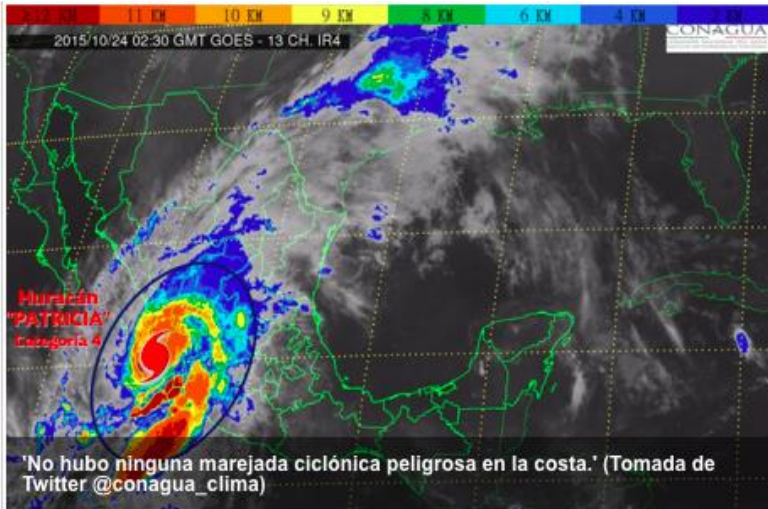 ≥12 KM 11 KM 10 KM 9 KM 8 KM 6 KM 4 KM 2 KM
2015/10/24 02:30 GMT GOES - 13 CH. IR4
CONAGUA
Huracán
"PATRICIA"
Categoría 4
'No hubo ninguna marejada ciclónica peligrosa en la costa.' (Tomada de
Twitter @conagua_clima)